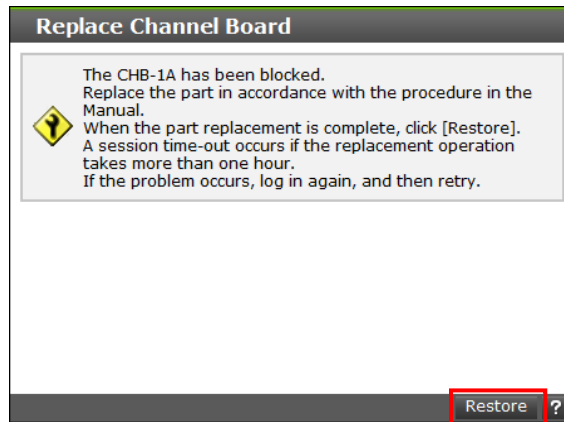 Replace Channel Board
The CHB-1A has been blocked.
Replace the part in accordance with the procedure in the
Manual.
When the part replacement is complete, click [Restore].
A session time-out occurs if the replacement operation
takes more than one hour.
If the problem occurs, log in again, and then retry.
Restore ?